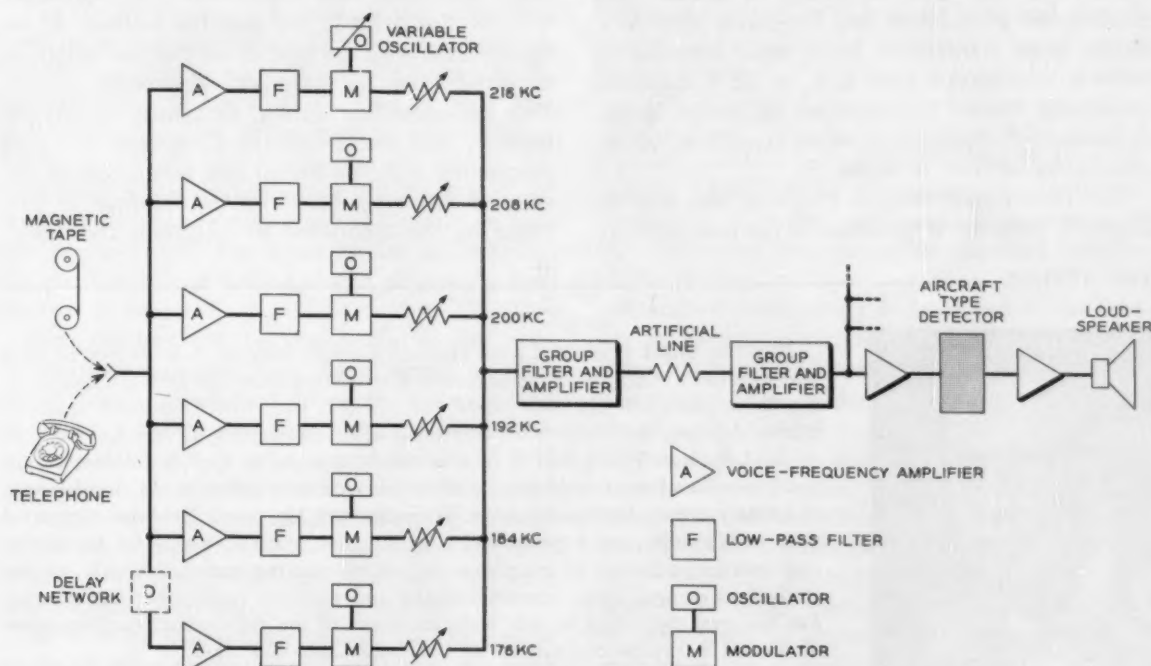 VARIABLE
OSCILLATOR
O
A
F
M
216 KC
O
A
F
M
208 KC
MAGNETIC
TAPE
O
A
F
M
200 KC
AIRCRAFT
TYPE
DETECTOR
LOUD-
SPEAKER
ARTIFICIAL
LINE
GROUP
FILTER AND
AMPLIFIER
GROUP
FILTER AND
AMPLIFIER
O
A
F
M
192 KC
TELEPHONE
A VOICE-FREQUENCY AMPLIFIER
O
A
F
M
184 KC
F LOW-PASS FILTER
DELAY
NETWORK
D
O
A
F
M
176 KC
O OSCILLATOR
M MODULATOR